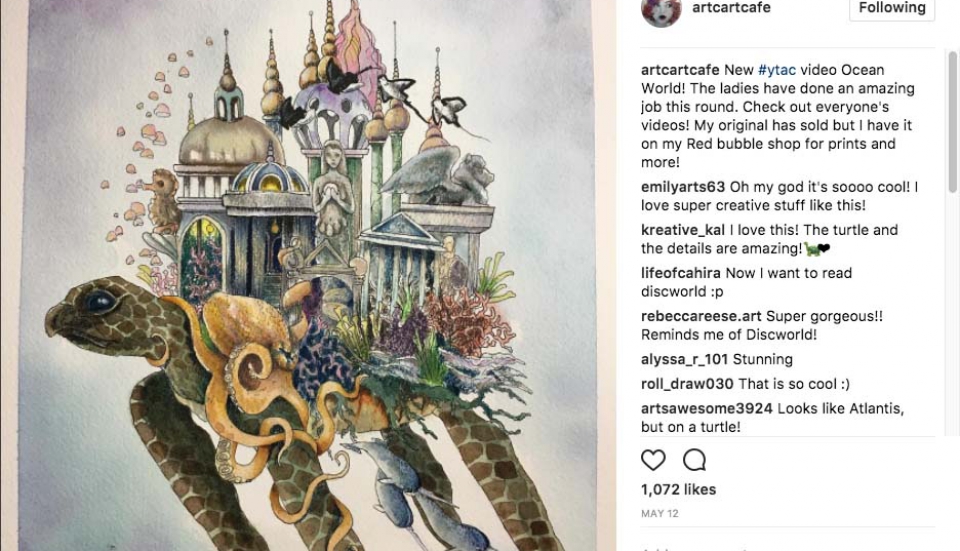 artcartcafe
Following
artcartcafe New #ytac video Ocean
World! The ladies have done an amazing
job this round. Check out everyone's
videos! My original has sold but I have it
on my Red bubble shop for prints and
more!
emilyarts63 Oh my god it's soooo cool! I
love super creative stuff like this!
kreative_kal I love this! The turtle and
the details are amazing!🐢❤
lifeofcahira Now I want to read
discworld :p
rebeccareese.art Super gorgeous!!
Reminds me of Discworld!
alyssa_r_101 Stunning
roll_draw030 That is so cool :)
artsawesome3924 Looks like Atlantis,
but on a turtle!
1,072 likes
MAY 12